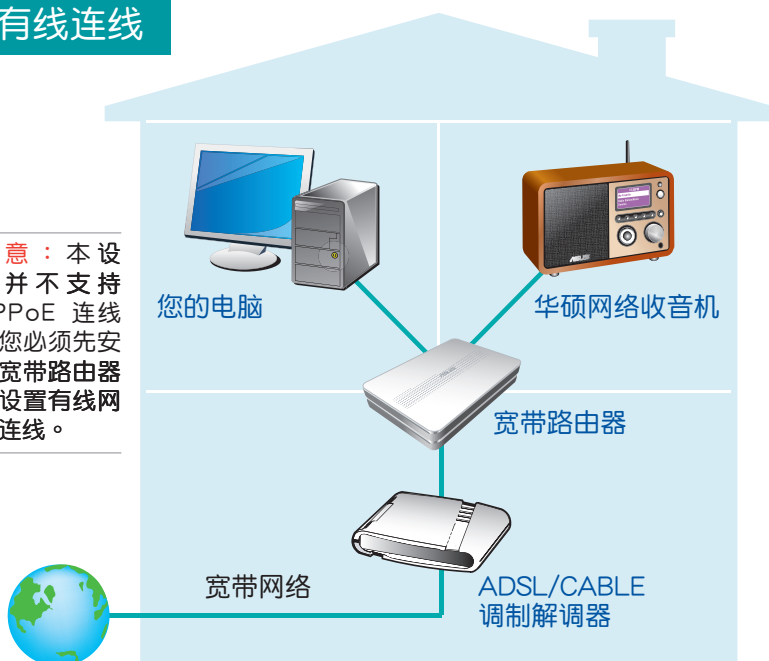 有线连线
意：本设
并不支持
PPoE 连线
您必须先安
宽带路由器
设置有线网
连线。
您的电脑
华硕网络收音机
宽带路由器
宽带网络
ADSL/CABLE
调制解调器
ASUS